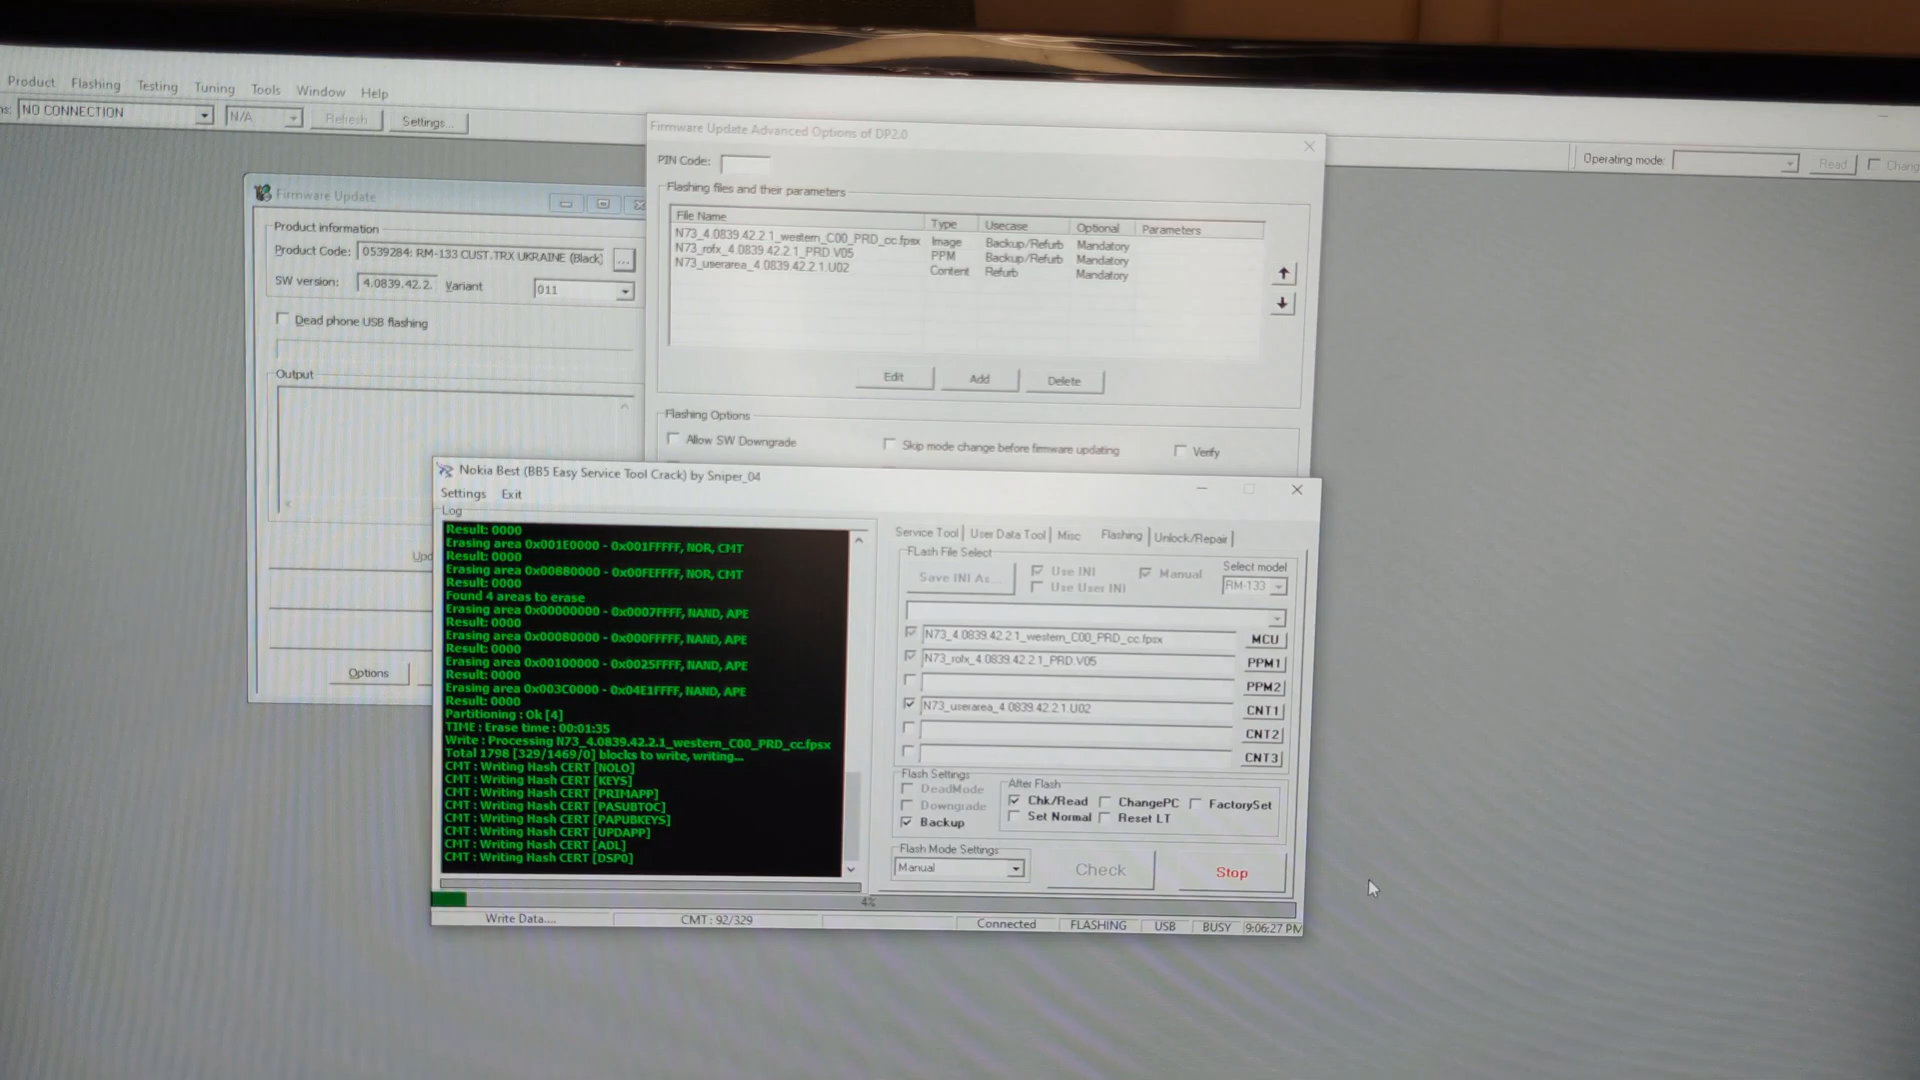 Product Flashing Testing Tuning Tools Window Help
NO CONNECTION N/A Refresh Settings...
Operating mode: Read
Firmware Update Advanced Options of DP2.0
PIN Code:
Flashing files and their parameters
File Name Type Usecase Optional Parameters
N73_4.0839.42.2.1_western_C00_PRD_cc.fpsx Image Backup/Refurb Mandatory
N73_rofx_4.0839.42.2.1_PRD.V05 PPM Backup/Refurb Mandatory
N73_userarea_4.0839.42.2.1.U02 Content Refurb Mandatory
Edit Add Delete
Flashing Options
Allow SW Downgrade Skip mode change before firmware updating Verify
Firmware Update
Product information
Product Code: 0539284: RM-133 CUST.TRX UKRAINE (Black) ...
SW version: 4.0839.42.2. Variant 011
Dead phone USB flashing
Output
Options
Nokia Best (BB5 Easy Service Tool Crack) by Sniper_04
Settings Exit
Log
Result: 0000
Erasing area 0x001E0000 - 0x001FFFFF, NOR, CMT
Result: 0000
Erasing area 0x00880000 - 0x00FEFFFF, NOR, CMT
Result: 0000
Found 4 areas to erase
Erasing area 0x00000000 - 0x0007FFFF, NAND, APE
Result: 0000
Erasing area 0x00080000 - 0x000FFFFF, NAND, APE
Result: 0000
Erasing area 0x00100000 - 0x0025FFFF, NAND, APE
Result: 0000
Erasing area 0x003C0000 - 0x04E1FFFF, NAND, APE
Result: 0000
Partitioning : Ok [4]
TIME : Erase time : 00:01:35
Write : Processing N73_4.0839.42.2.1_western_C00_PRD_cc.fpsx
Total 1798 [329/1469/0] blocks to write, writing...
CMT : Writing Hash CERT [NOLO]
CMT : Writing Hash CERT [KEYS]
CMT : Writing Hash CERT [PRIMAPP]
CMT : Writing Hash CERT [PASUBTOC]
CMT : Writing Hash CERT [PAPUBKEYS]
CMT : Writing Hash CERT [UPDAPP]
CMT : Writing Hash CERT [ADL]
CMT : Writing Hash CERT [DSP0]
Service Tool User Data Tool Misc Flashing Unlock/Repair
FLash File Select
Save INI As... Use INI Manual Select model
Use User INI RM-133
N73_4.0839.42.2.1_western_C00_PRD_cc.fpsx MCU
N73_rofx_4.0839.42.2.1_PRD.V05 PPM1
PPM2
N73_userarea_4.0839.42.2.1.U02 CNT1
CNT2
CNT3
Flash Settings After Flash
DeadMode Chk/Read ChangePC FactorySet
Downgrade Set Normal Reset LT
Backup
Flash Mode Settings
Manual Check Stop
4%
Write Data.... CMT : 92/329 Connected FLASHING USB BUSY 9:06:27 PM